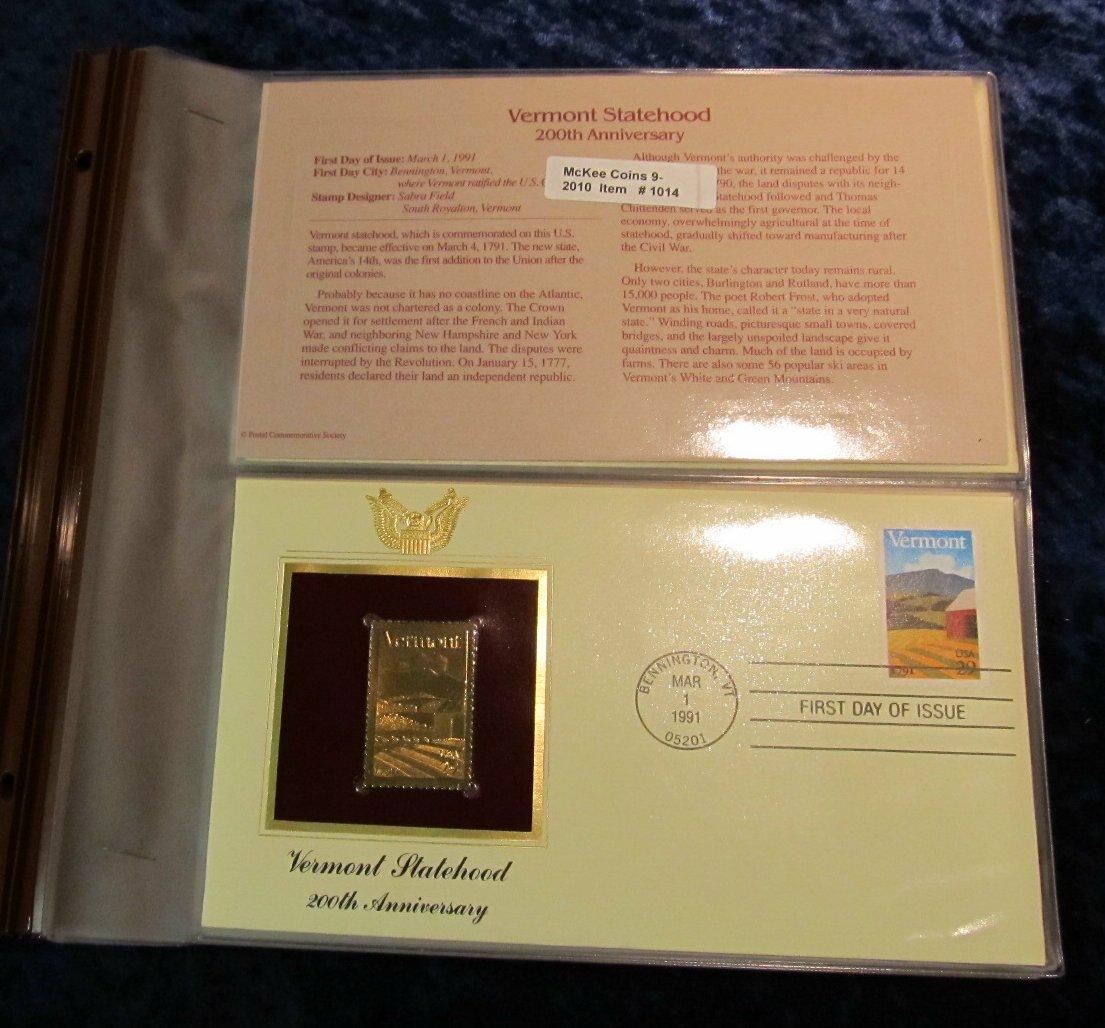 Vermont Statehood
200th Anniversary
First Day of Issue: March 1, 1991
First Day City: Bennington, Vermont,
where Vermont ratified the U.S.
Stamp Designer: Sabra Field
South Royalton, Vermont
Vermont statehood, which is commemorated on this U.S.
stamp, became effective on March 4, 1791. The new state,
America's 14th, was the first addition to the Union after the
original colonies.
Probably because it has no coastline on the Atlantic,
Vermont was not chartered as a colony. The Crown
opened it for settlement after the French and Indian
War, and neighboring New Hampshire and New York
made conflicting claims to the land. The disputes were
interrupted by the Revolution. On January 15, 1777,
residents declared their land an independent republic.
McKee Coins 9-
2010 Item # 1014
Although Vermont's authority was challenged by the
the war, it remained a republic for 14
90, the land disputes with its neigh-
Statehood followed and Thomas
Chittenden served as the first governor. The local
economy, overwhelmingly agricultural at the time of
statehood, gradually shifted toward manufacturing after
the Civil War.
However, the state's character today remains rural.
Only two cities, Burlington and Rutland, have more than
15,000 people. The poet Robert Frost, who adopted
Vermont as his home, called it a "state in a very natural
state." Winding roads, picturesque small towns, covered
bridges, and the largely unspoiled landscape give it
quaintness and charm. Much of the land is occupied by
farms. There are also some 56 popular ski areas in
Vermont's White and Green Mountains.
© Postal Commemorative Society
Vermont
USA
29
1991
Vermont
USA
29
BENNINGTON, VT
MAR
1
1991
05201
FIRST DAY OF ISSUE
Vermont Statehood
200th Anniversary